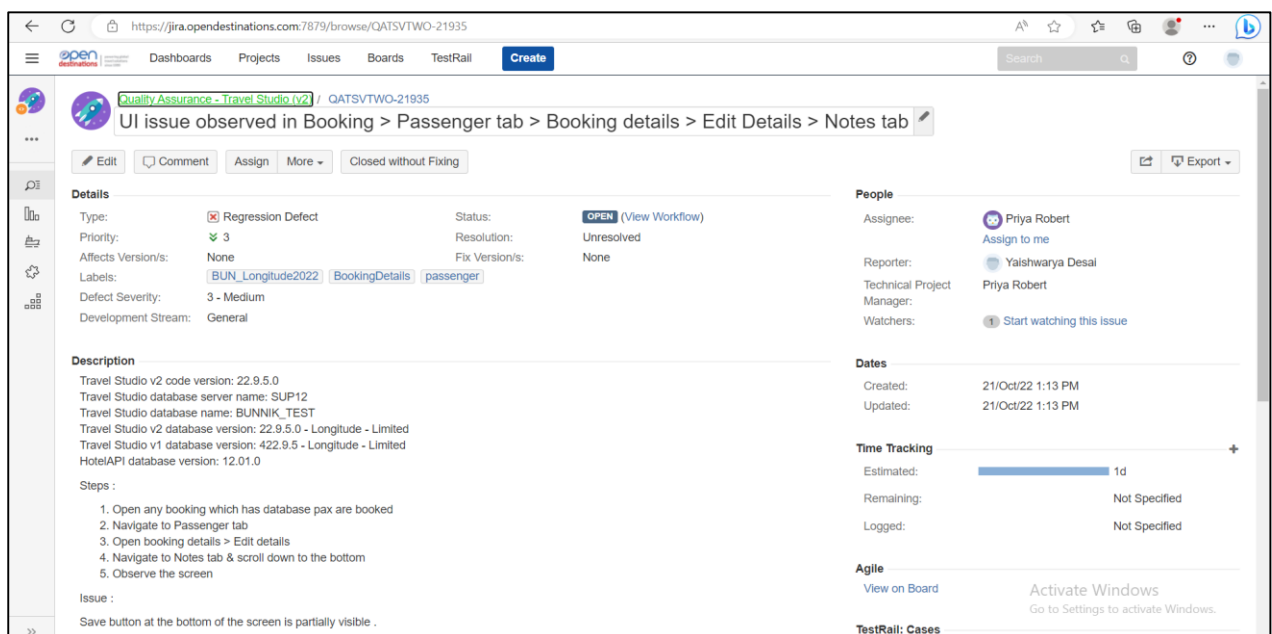 https://jira.opendestinations.com:7879/browse/QATSVTWO-21935
open destinations Dashboards Projects Issues Boards TestRail Create Search
Quality Assurance - Travel Studio (v2) / QATSVTWO-21935
UI issue observed in Booking > Passenger tab > Booking details > Edit Details > Notes tab
Edit Comment Assign More Closed without Fixing Export
Details
Type: Regression Defect Status: OPEN (View Workflow)
Priority: 3 Resolution: Unresolved
Affects Version/s: None Fix Version/s: None
Labels: BUN_Longitude2022 BookingDetails passenger
Defect Severity: 3 - Medium
Development Stream: General
Description
Travel Studio v2 code version: 22.9.5.0
Travel Studio database server name: SUP12
Travel Studio database name: BUNNIK_TEST
Travel Studio v2 database version: 22.9.5.0 - Longitude - Limited
Travel Studio v1 database version: 422.9.5 - Longitude - Limited
HotelAPI database version: 12.01.0
Steps :
1. Open any booking which has database pax are booked
2. Navigate to Passenger tab
3. Open booking details > Edit details
4. Navigate to Notes tab & scroll down to the bottom
5. Observe the screen
Issue :
Save button at the bottom of the screen is partially visible .
People
Assignee: Priya Robert
Assign to me
Reporter: Yaishwarya Desai
Technical Project Priya Robert
Manager:
Watchers: 1 Start watching this issue
Dates
Created: 21/Oct/22 1:13 PM
Updated: 21/Oct/22 1:13 PM
Time Tracking
Estimated: 1d
Remaining: Not Specified
Logged: Not Specified
Agile
View on Board
Activate Windows
Go to Settings to activate Windows.
TestRail: Cases